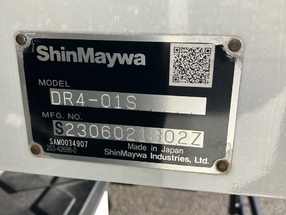 ShinMaywa
MODEL
DR4-01S
MFG. NO.
S2306021302Z
SAM0034907
Made in Japan
ShinMaywa Industries, Ltd.